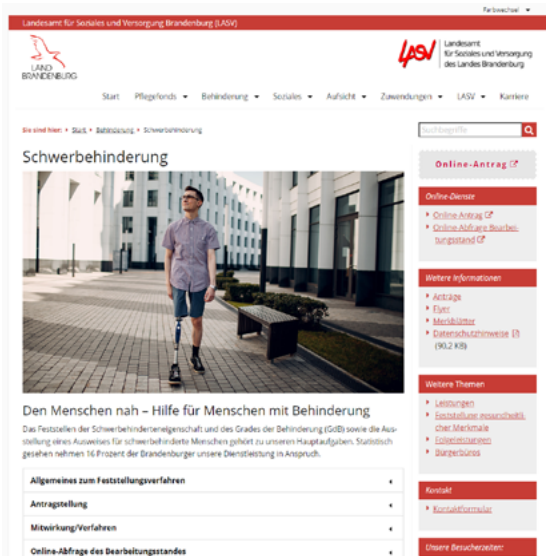 Farbwechsel
Landesamt für Soziales und Versorgung Brandenburg (LASV)
LAND
BRANDENBURG
LASV
Landesamt
für Soziales und Versorgung
des Landes Brandenburg
Start Pflegefonds Behinderung Soziales Aufsicht Zuwendungen LASV Karriere
Sie sind hier: Start Behinderung Schwerbehinderung
Suchbegriffe
Schwerbehinderung
Online-Antrag
Online-Dienste
Online-Antrag
Online-Abfrage Bearbei-
tungsstand
Weitere Informationen
Anträge
Flyer
Merkblätter
Datenschutzhinweise
(90.2 KB)
Weitere Themen
Leistungen
Feststellung gesundheitli-
cher Merkmale
Folgeleistungen
Bürgerbüros
Kontakt
Kontaktformular
Unsere Besucherzeiten:
Den Menschen nah – Hilfe für Menschen mit Behinderung
Das Feststellen der Schwerbehinderteneigenschaft und des Grades der Behinderung (GdB) sowie die Aus-
stellung eines Ausweises für schwerbehinderte Menschen gehört zu unseren Hauptaufgaben. Statistisch
gesehen nehmen 16 Prozent der Brandenburger unsere Dienstleistung in Anspruch.
Allgemeines zum Feststellungsverfahren
Antragstellung
Mitwirkung/Verfahren
Online-Abfrage des Bearbeitungsstandes